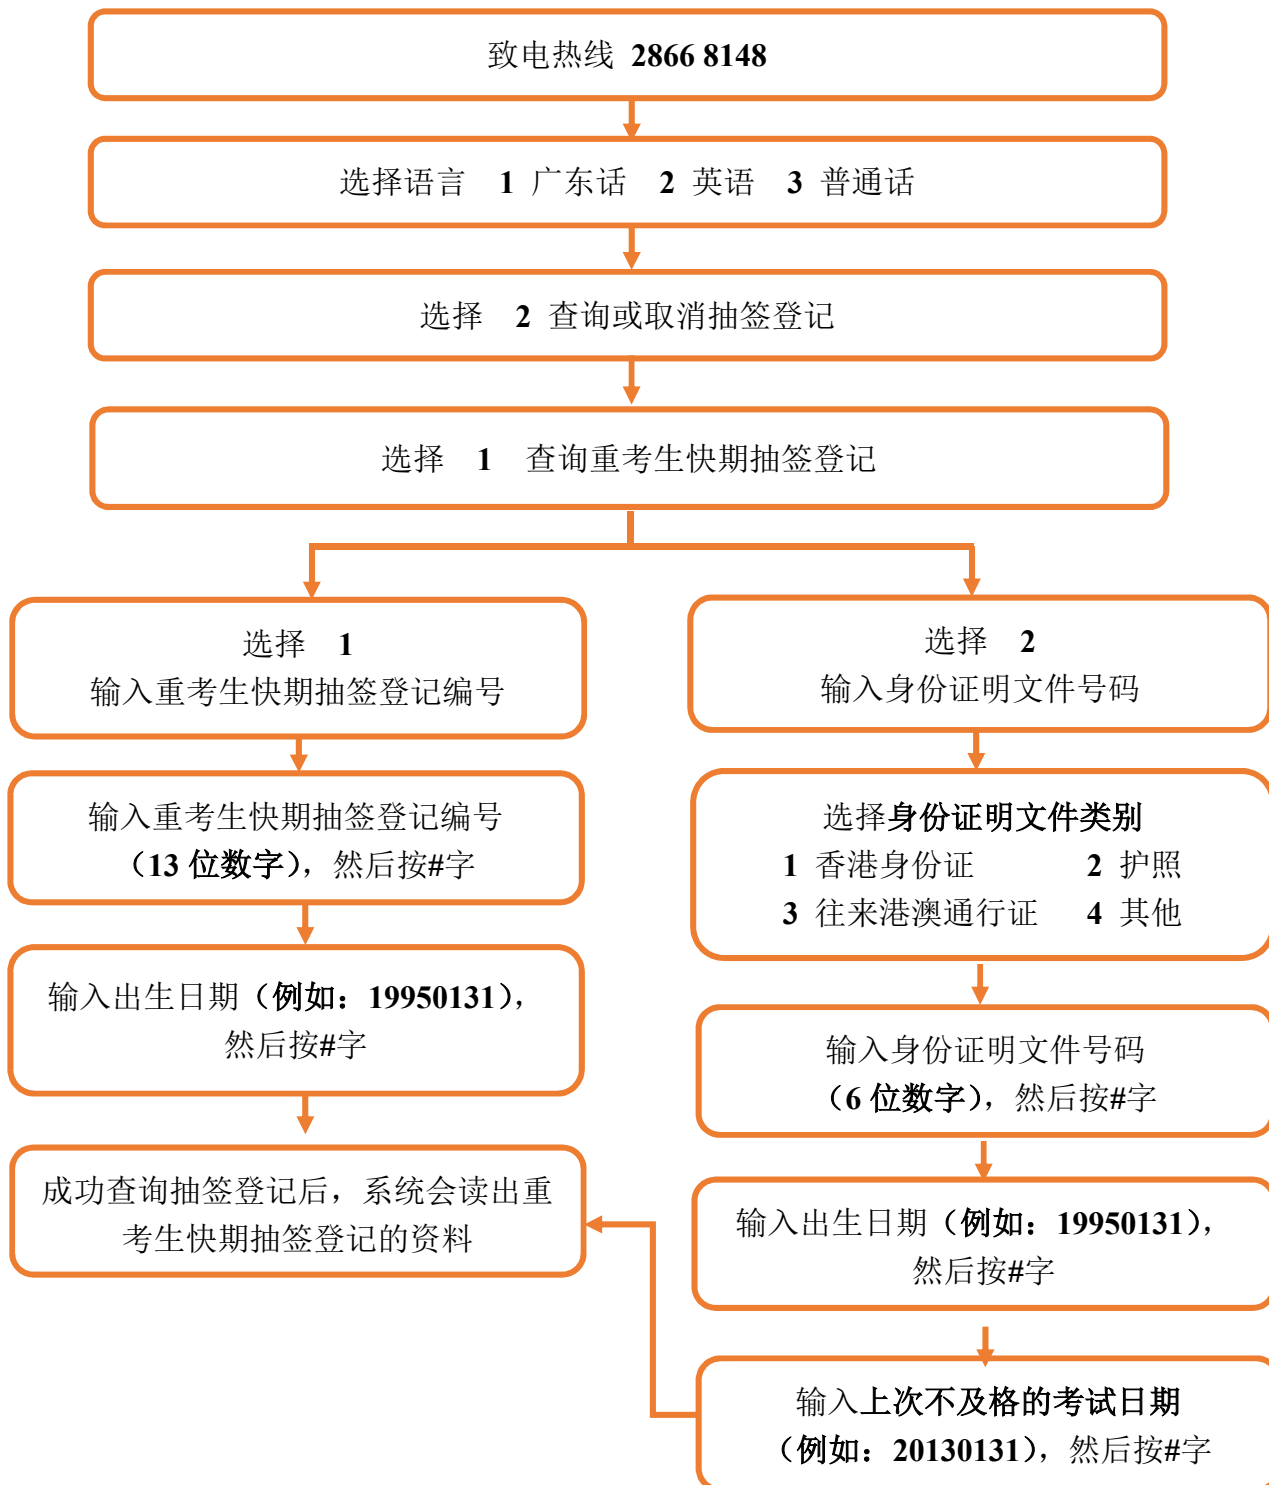 致电热线 2866 8148
选择语言 1 广东话 2 英语 3 普通话
选择 2 查询或取消抽签登记
选择 1 查询重考生快期抽签登记
选择 1
输入重考生快期抽签登记编号
输入重考生快期抽签登记编号
（13 位数字），然后按#字
输入出生日期（例如：19950131），
然后按#字
成功查询抽签登记后，系统会读出重
考生快期抽签登记的资料
选择 2
输入身份证明文件号码
选择身份证明文件类别
1 香港身份证 2 护照
3 往来港澳通行证 4 其他
输入身份证明文件号码
（6 位数字），然后按#字
输入出生日期（例如：19950131），
然后按#字
输入上次不及格的考试日期
（例如：20130131），然后按#字